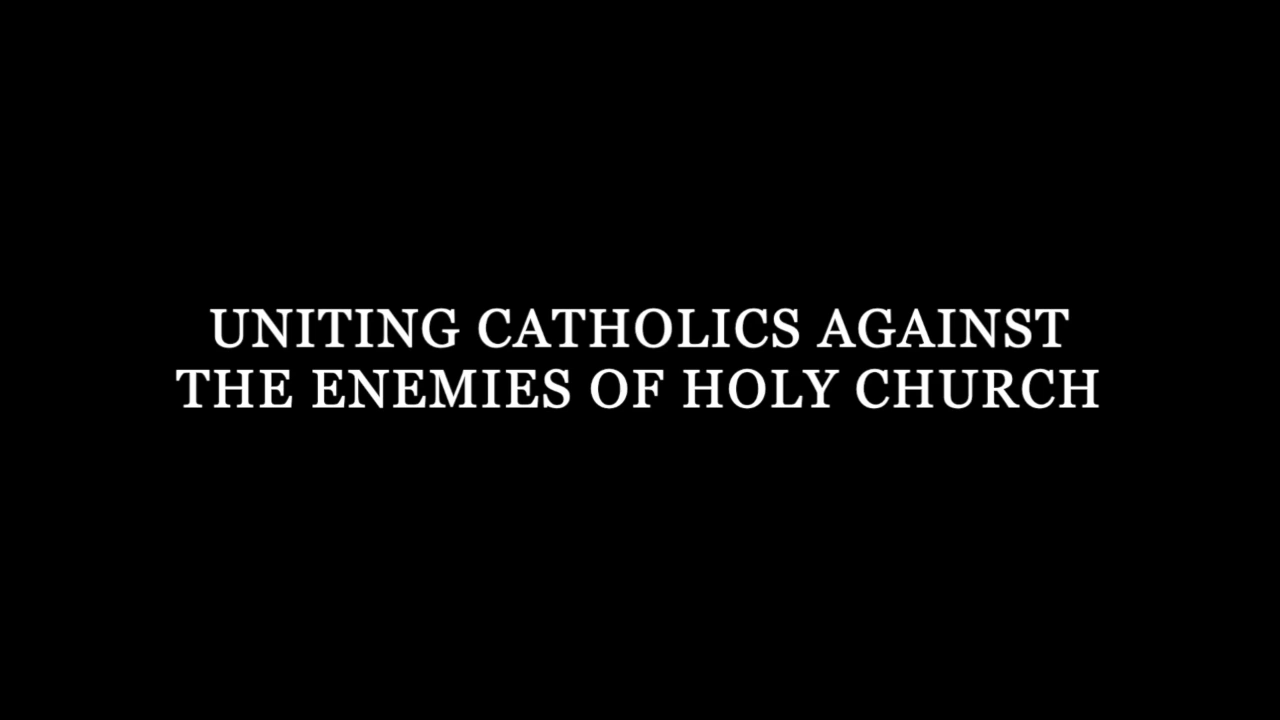 UNITING CATHOLICS AGAINST
THE ENEMIES OF HOLY CHURCH